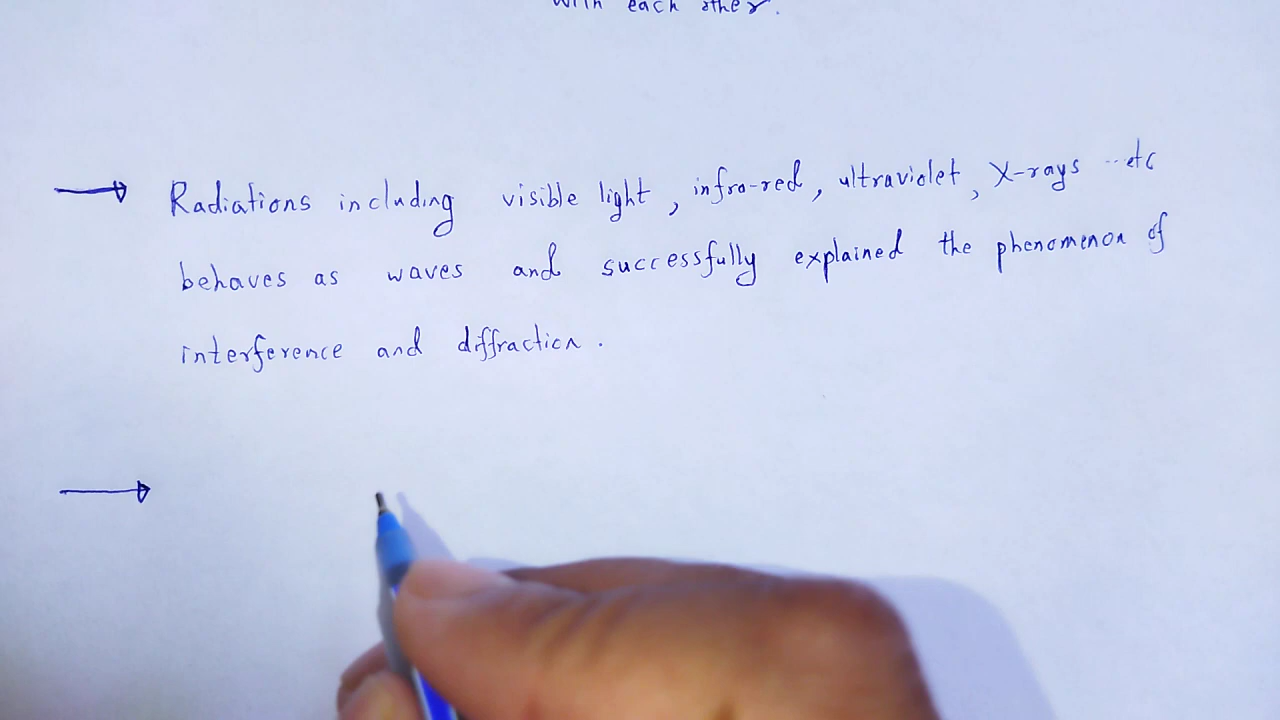 with each other.
Radiations including visible light, infra-red, ultraviolet, X-rays ...etc
behaves as waves and successfully explained the phenomenon of
interference and diffraction.